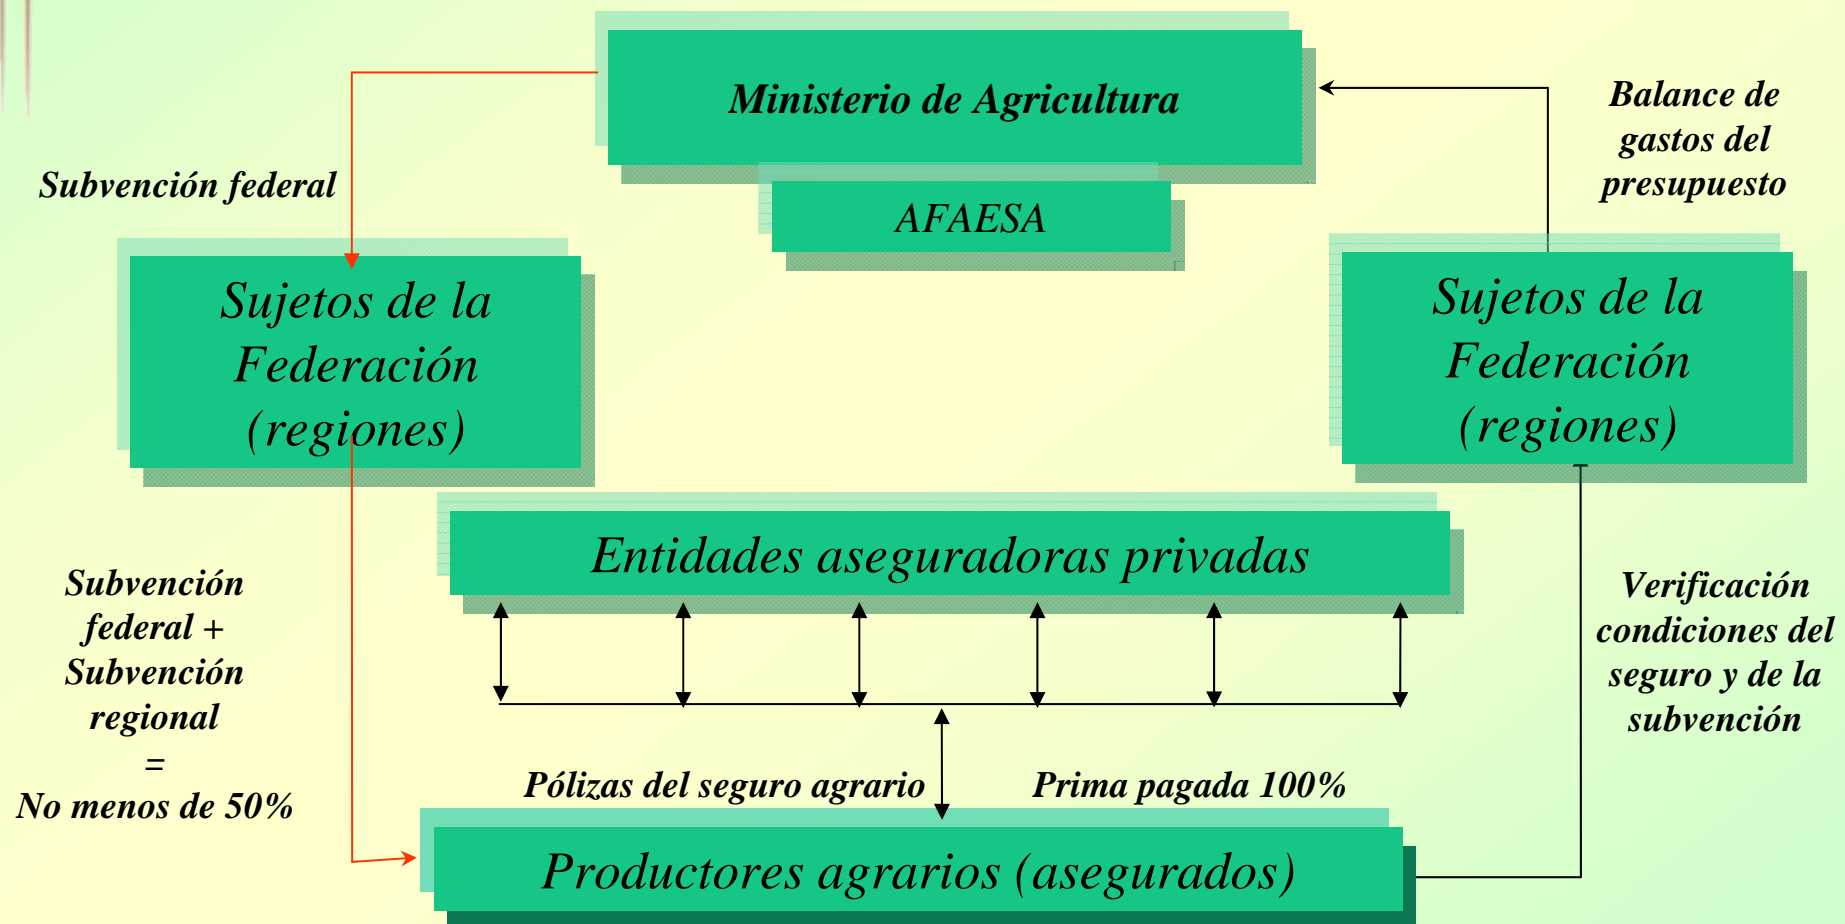 Ministerio de Agricultura
AFAESA
Subvención federal
Balance de
gastos del
presupuesto
Sujetos de la
Federación
(regiones)
Sujetos de la
Federación
(regiones)
Entidades aseguradoras privadas
Subvención
federal +
Subvención
regional
=
No menos de 50%
Verificación
condiciones del
seguro y de la
subvención
Pólizas del seguro agrario
Prima pagada 100%
Productores agrarios (asegurados)